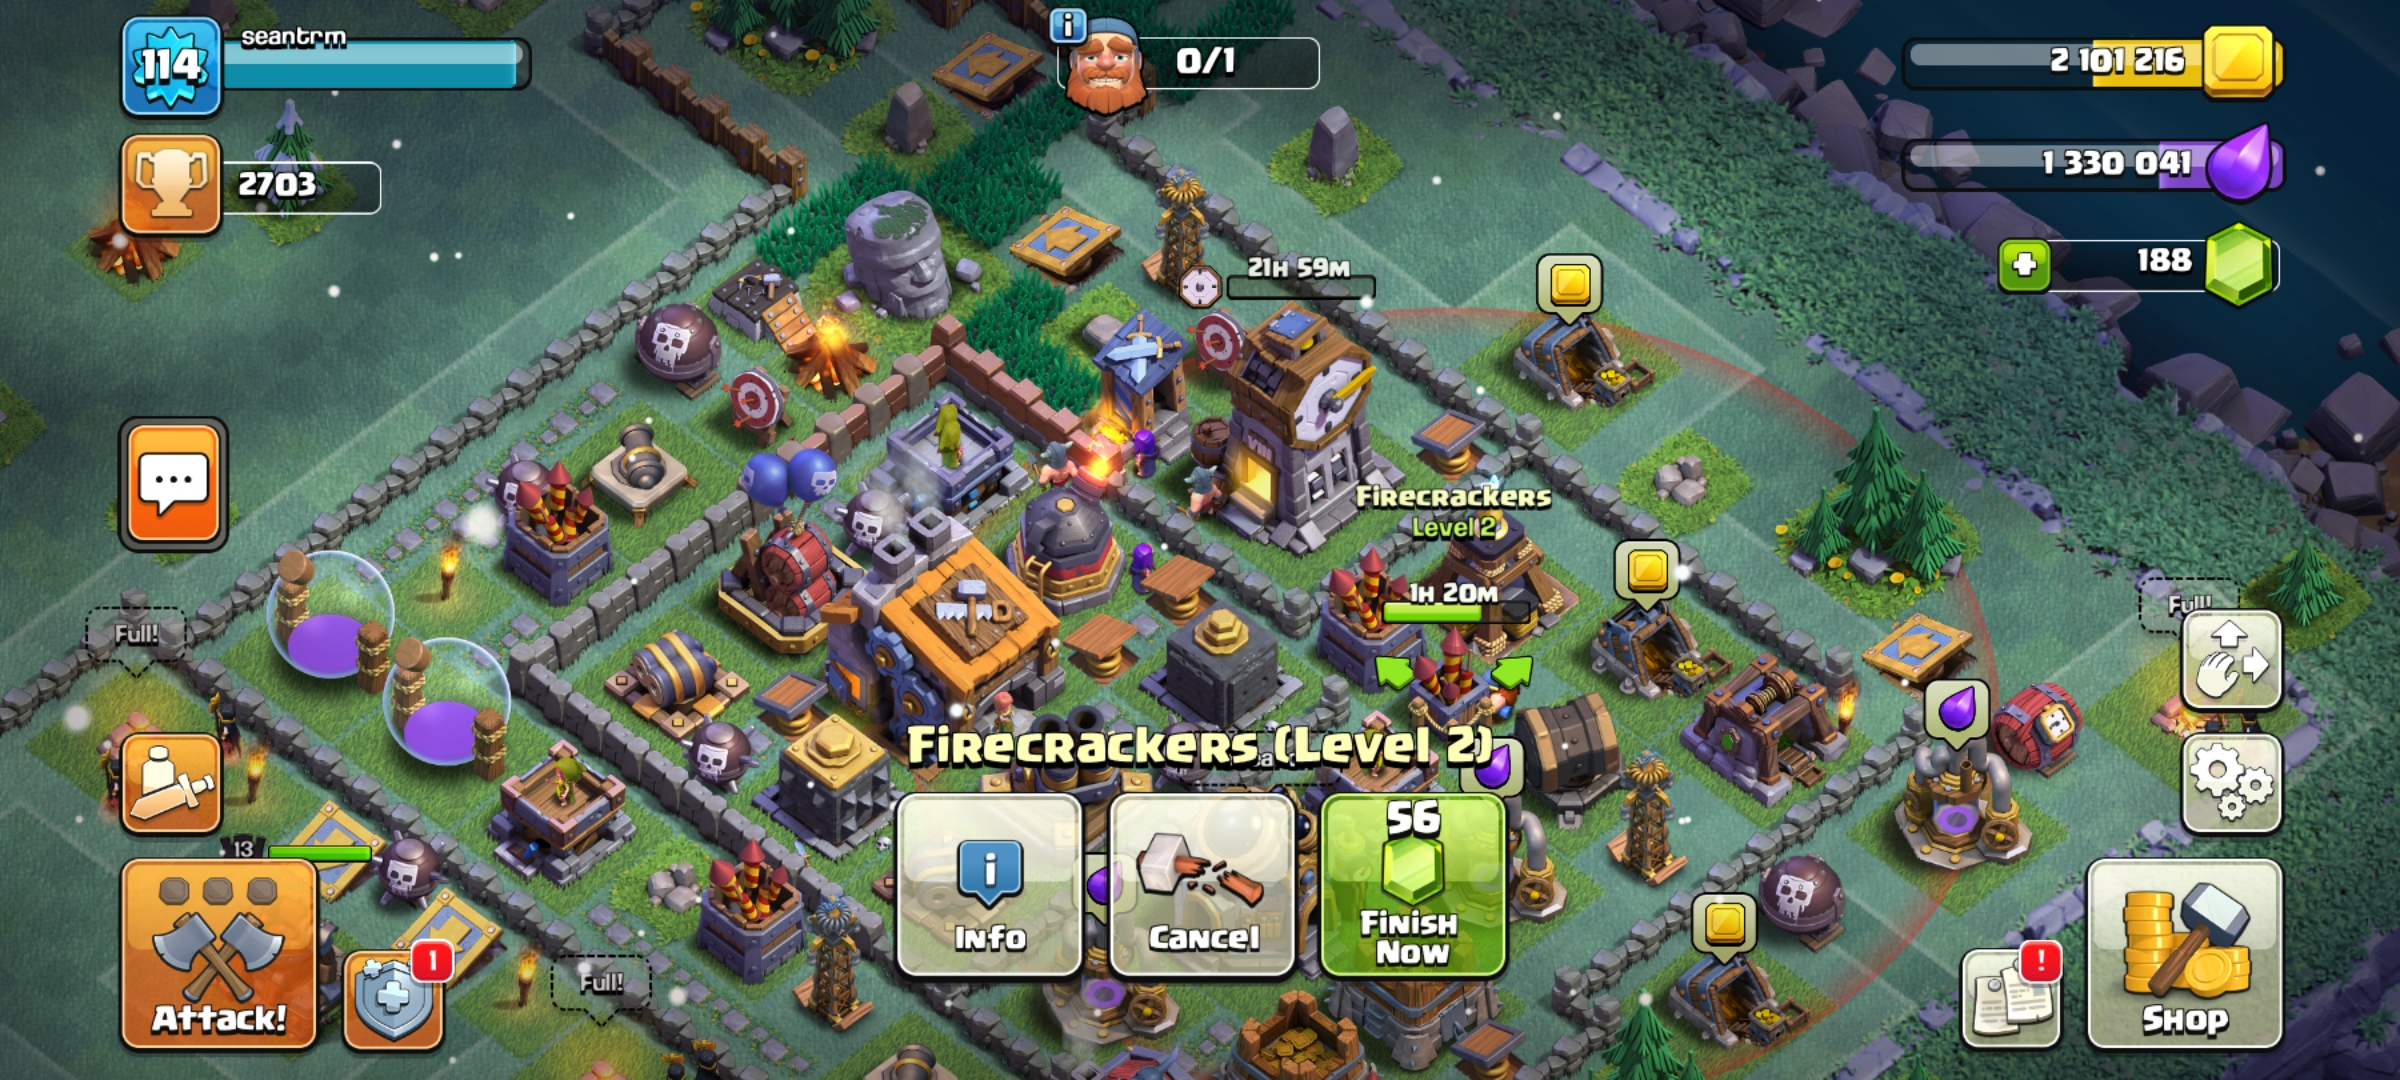 seantrm
114
0/1
2 101 216
1 330 041
2703
188
21H 59M
Firecrackers
Level 2
1H 20M
Full!
Full!
Firecrackers (Level 2)
56
13
Info
Cancel
Finish
Now
1
!
Full!
Attack!
Shop